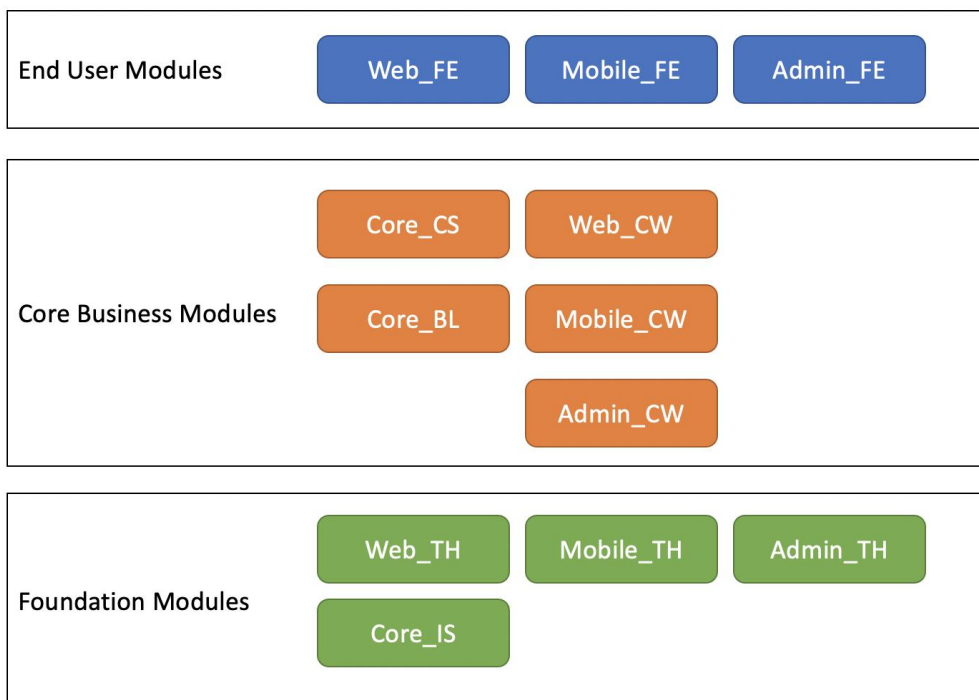 End User Modules
Web_FE
Mobile_FE
Admin_FE
Core Business Modules
Core_CS
Web_CW
Core_BL
Mobile_CW
Admin_CW
Foundation Modules
Web_TH
Mobile_TH
Admin_TH
Core_IS